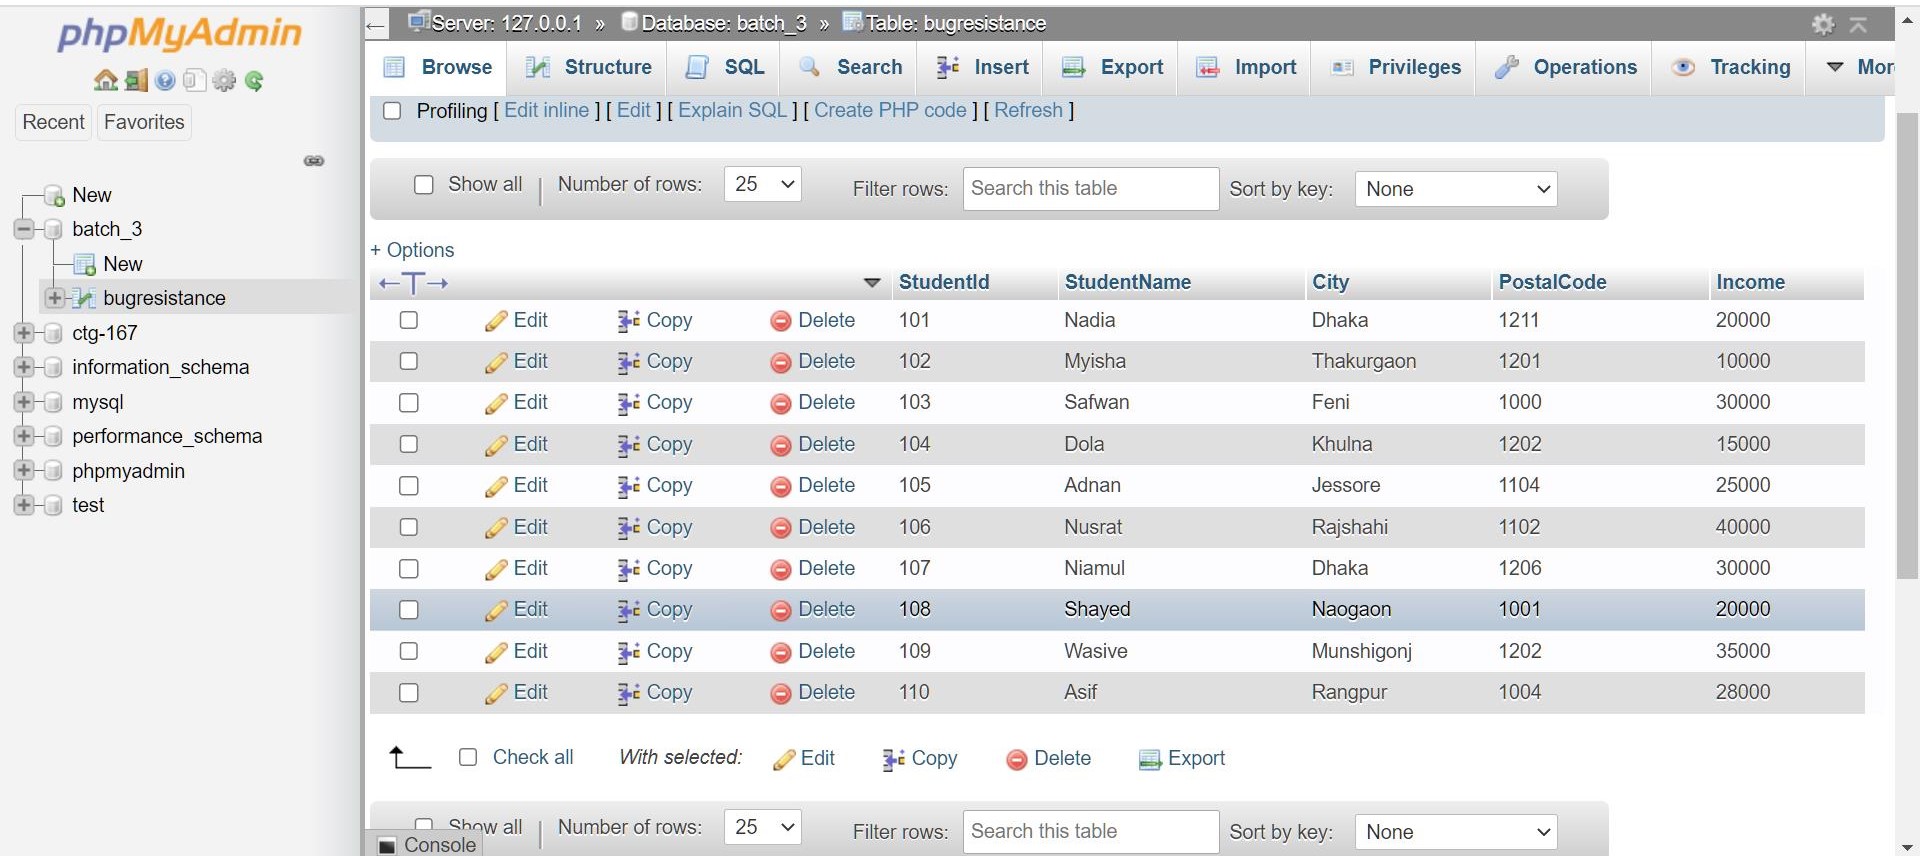 phpMyAdmin
Recent Favorites
New
batch_3
New
bugresistance
ctg-167
information_schema
mysql
performance_schema
phpmyadmin
test
Server: 127.0.0.1 » Database: batch_3 » Table: bugresistance
Browse Structure SQL Search Insert Export Import Privileges Operations Tracking Mor
Profiling [ Edit inline ] [ Edit ] [ Explain SQL ] [ Create PHP code ] [ Refresh ]
Show all | Number of rows: 25 Filter rows: Search this table Sort by key: None
+ Options
←T→ StudentId StudentName City PostalCode Income
Edit Copy Delete 101 Nadia Dhaka 1211 20000
Edit Copy Delete 102 Myisha Thakurgaon 1201 10000
Edit Copy Delete 103 Safwan Feni 1000 30000
Edit Copy Delete 104 Dola Khulna 1202 15000
Edit Copy Delete 105 Adnan Jessore 1104 25000
Edit Copy Delete 106 Nusrat Rajshahi 1102 40000
Edit Copy Delete 107 Niamul Dhaka 1206 30000
Edit Copy Delete 108 Shayed Naogaon 1001 20000
Edit Copy Delete 109 Wasive Munshigonj 1202 35000
Edit Copy Delete 110 Asif Rangpur 1004 28000
Check all With selected: Edit Copy Delete Export
Show all | Number of rows: 25 Filter rows: Search this table Sort by key: None
Console